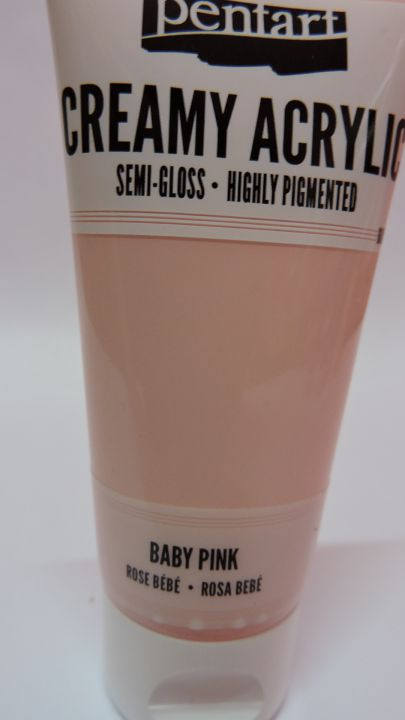 pentart
CREAMY ACRYLIC
SEMI-GLOSS • HIGHLY PIGMENTED
BABY PINK
ROSE BÉBÉ • ROSA BEBÉ